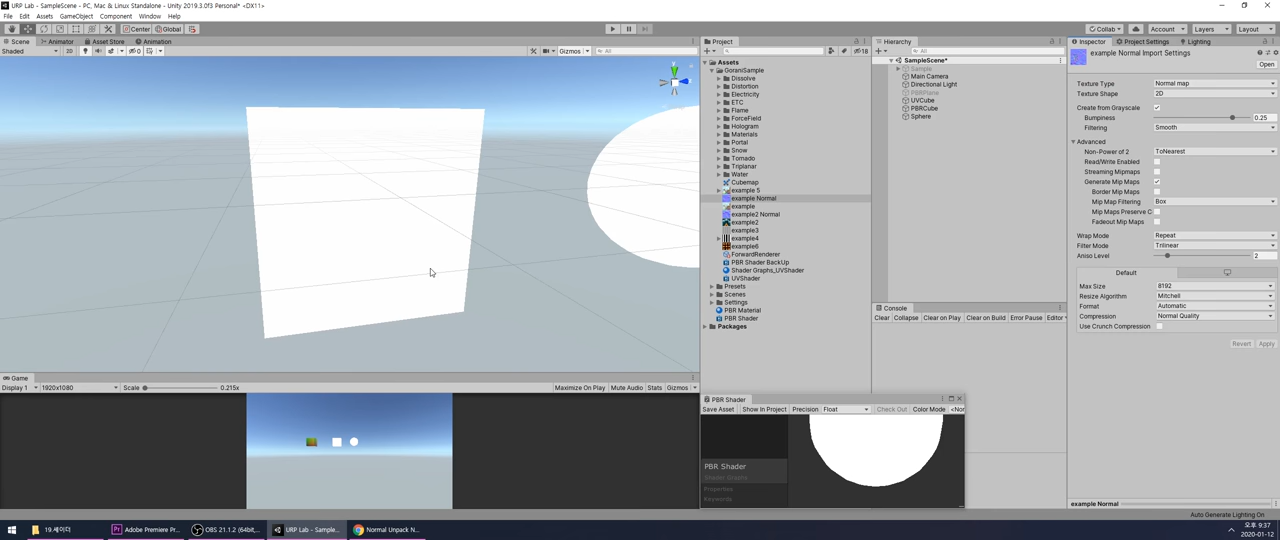 URP Lab - SampleScene - PC, Mac & Linux Standalone - Unity 2019.3.0f3 Personal* <DX11>
File Edit Assets GameObject Component Window Help
Center Global
Collab Account Layers Layout
Scene Animator Asset Store Animation
Shaded 2D Gizmos All
Project
18
Assets
GoraniSample
Dissolve
Distortion
Electricity
ETC
Flame
ForceField
Hologram
Materials
Portal
Snow
Tornado
Triplanar
Water
Cubemap
example 5
example Normal
example
example2 Normal
example2
example3
example4
example6
ForwardRenderer
PBR Shader BackUp
Shader Graphs_UVShader
UVShader
Presets
Scenes
Settings
PBR Material
PBR Shader
Packages
Hierarchy
All
SampleScene*
Sample
Main Camera
Directional Light
PBRPlane
UVCube
PBRCube
Sphere
Console
Clear Collapse Clear on Play Clear on Build Error Pause Editor
Inspector Project Settings Lighting
example Normal Import Settings
Open
Texture Type Normal map
Texture Shape 2D
Create from Grayscale
Bumpiness 0.25
Filtering Smooth
Advanced
Non-Power of 2 ToNearest
Read/Write Enabled
Streaming Mipmaps
Generate Mip Maps
Border Mip Maps
Mip Map Filtering Box
Mip Maps Preserve C
Fadeout Mip Maps
Wrap Mode Repeat
Filter Mode Trilinear
Aniso Level 2
Default
Max Size 8192
Resize Algorithm Mitchell
Format Automatic
Compression Normal Quality
Use Crunch Compression
Revert Apply
example Normal
Game
Display 1 1920x1080 Scale 0.215x Maximize On Play Mute Audio Stats Gizmos
PBR Shader
Save Asset Show In Project Precision Float Check Out Color Mode <Nor
PBR Shader
Shader Graphs
Properties
Keywords
Auto Generate Lighting On
19.셰이더 Adobe Premiere Pr... OBS 21.1.2 (64bit,... URP Lab - Sample... Normal Unpack N...
오후 9:37
2020-01-12